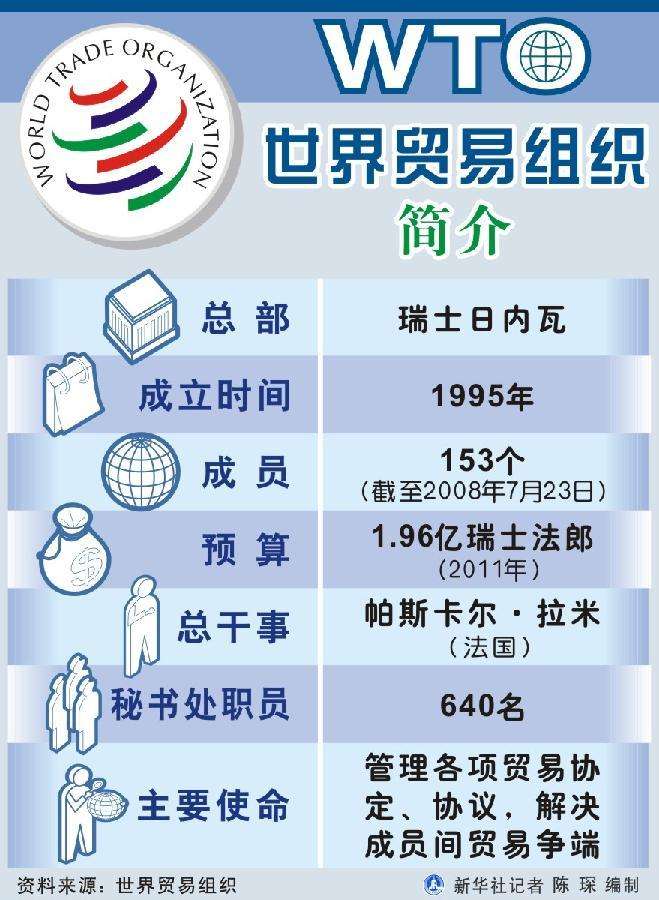 WORLD TRADE ORGANIZATION
WTO
世界贸易组织
简介
总部
瑞士日内瓦
成立时间
1995年
成员
153个
(截至2008年7月23日)
预算
1.96亿瑞士法郎
(2011年)
总干事
帕斯卡尔·拉米
(法国)
秘书处职员
640名
主要使命
管理各项贸易协
定、协议，解决
成员间贸易争端
资料来源：世界贸易组织
新华社记者 陈 琛 编制